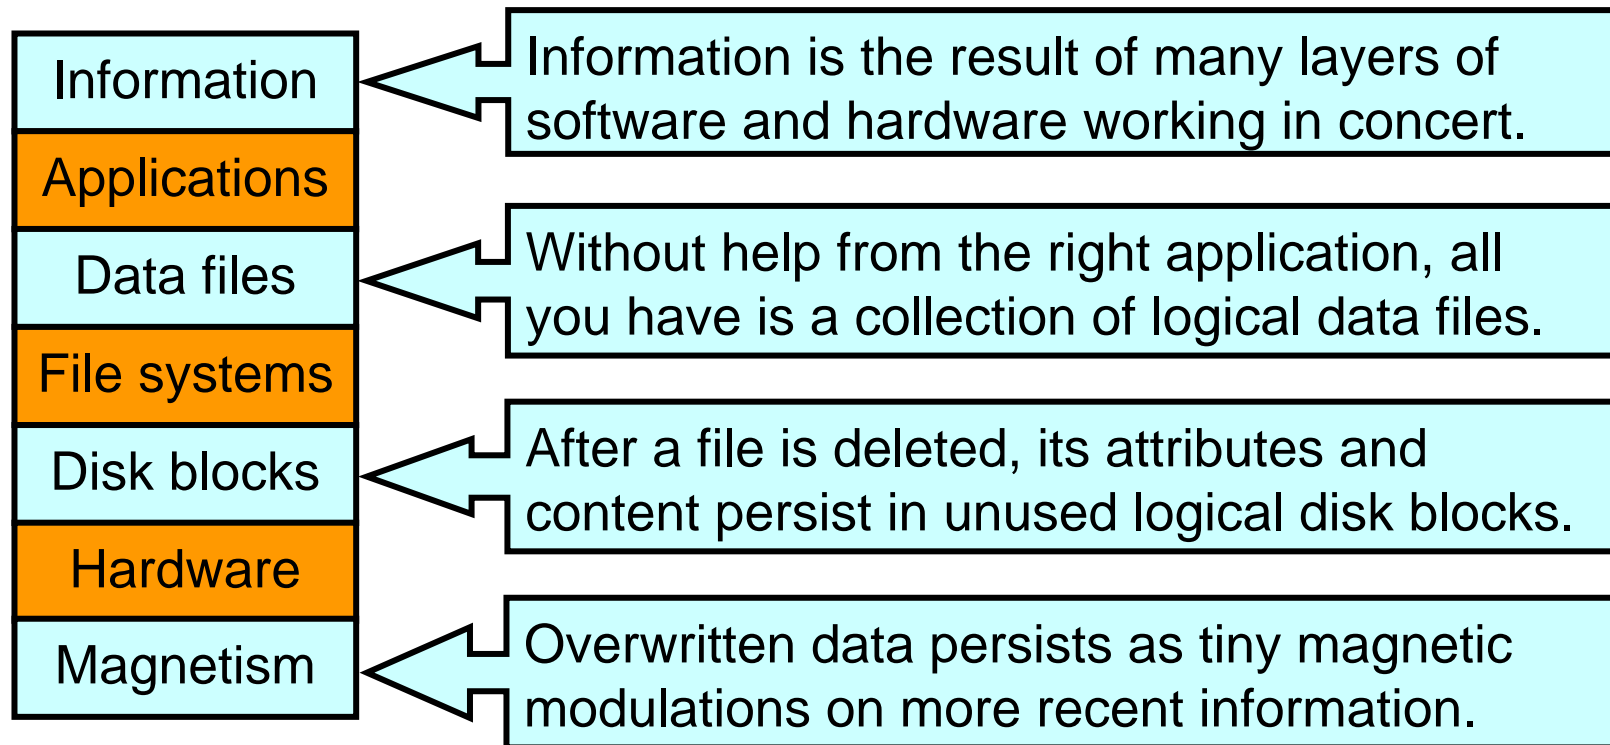 Information
Information is the result of many layers of
software and hardware working in concert.
Applications
Data files
Without help from the right application, all
you have is a collection of logical data files.
File systems
Disk blocks
After a file is deleted, its attributes and
content persist in unused logical disk blocks.
Hardware
Magnetism
Overwritten data persists as tiny magnetic
modulations on more recent information.